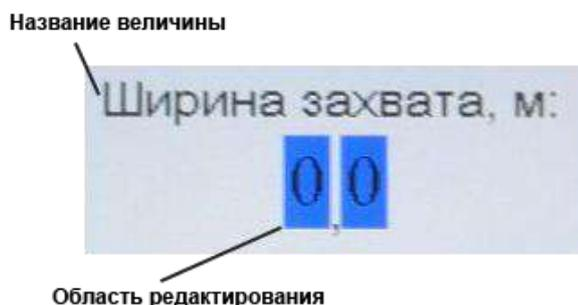 Название величины
Ширина захвата, м:
0,0
Область редактирования